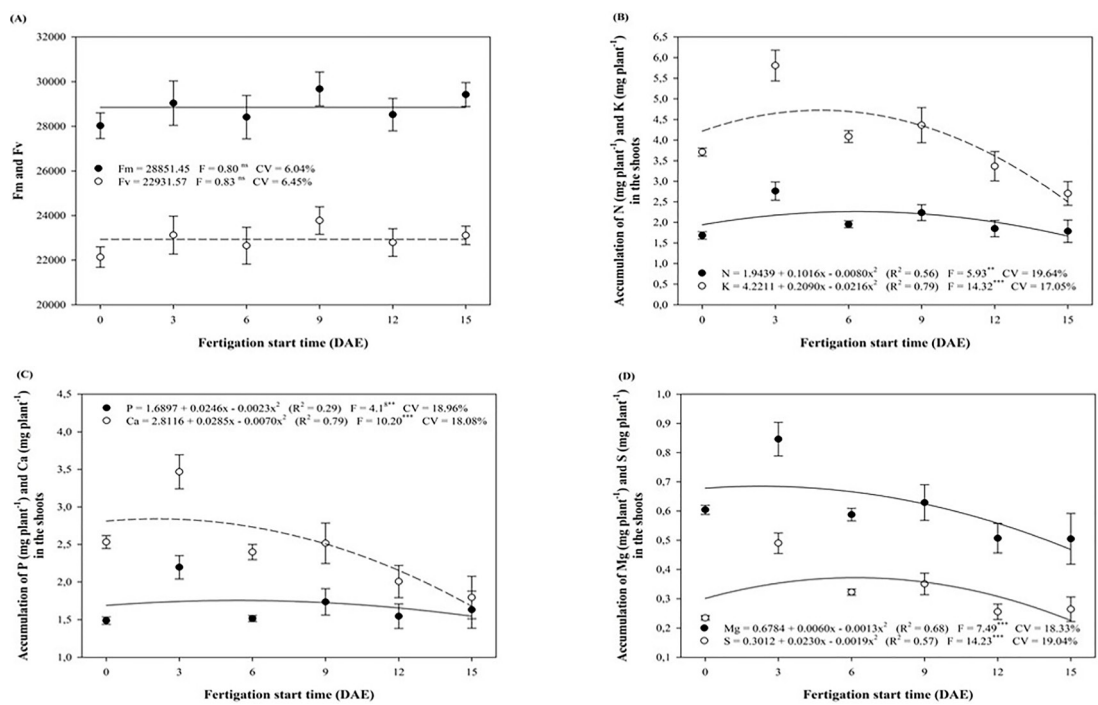 (A)
32000
30000
28000
26000
24000
22000
20000
Fm and Fv
Fm = 28851.45 F = 0.80 ns CV = 6.04%
Fv = 22931.57 F = 0.83 ns CV = 6.45%
0 3 6 9 12 15
Fertigation start time (DAE)
(B)
6,5
6,0
5,5
5,0
4,5
4,0
3,5
3,0
2,5
2,0
1,5
1,0
0,5
0,0
Accumulation of N (mg plant⁻¹) and K (mg plant⁻¹)
in the shoots
N = 1.9439 + 0.1016x - 0.0080x² (R² = 0.56) F = 5.93** CV = 19.64%
K = 4.2211 + 0.2090x - 0.0216x² (R² = 0.79) F = 14.32*** CV = 17.05%
0 3 6 9 12 15
Fertigation start time (DAE)
(C)
4,5
4,0
3,5
3,0
2,5
2,0
1,5
1,0
Accumulation of P (mg plant⁻¹) and Ca (mg plant⁻¹)
in the shoots
P = 1.6897 + 0.0246x - 0.0023x² (R² = 0.29) F = CV = 18.96%
Ca = 2.8116 + 0.0285x - 0.0070x² (R² = 0.79) F = 10.20*** CV = 18.08%
0 3 6 9 12 15
Fertigation start time (DAE)
(D)
1,0
0,9
0,8
0,7
0,6
0,5
0,4
0,3
0,2
0,1
Accumulation of Mg (mg plant⁻¹) and S (mg plant⁻¹)
in the shoots
Mg = 0.6784 + 0.0060x - 0.0013x² (R² = 0.68) F = 7.49*** CV = 18.33%
S = 0.3012 + 0.0230x - 0.0019x² (R² = 0.57) F = 14.23*** CV = 19.04%
0 3 6 9 12 15
Fertigation start time (DAE)